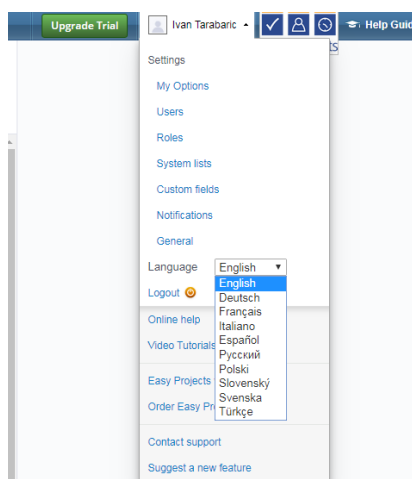 Upgrade Trial
Ivan Tarabaric
Help Guid
ts
Settings
My Options
Users
Roles
System lists
Custom fields
Notifications
General
Language English
English
Deutsch
Français
Italiano
Español
Русский
Polski
Slovenský
Svenska
Türkçe
Logout
Online help
Video Tutorials
Easy Projects
Order Easy Pr
Contact support
Suggest a new feature